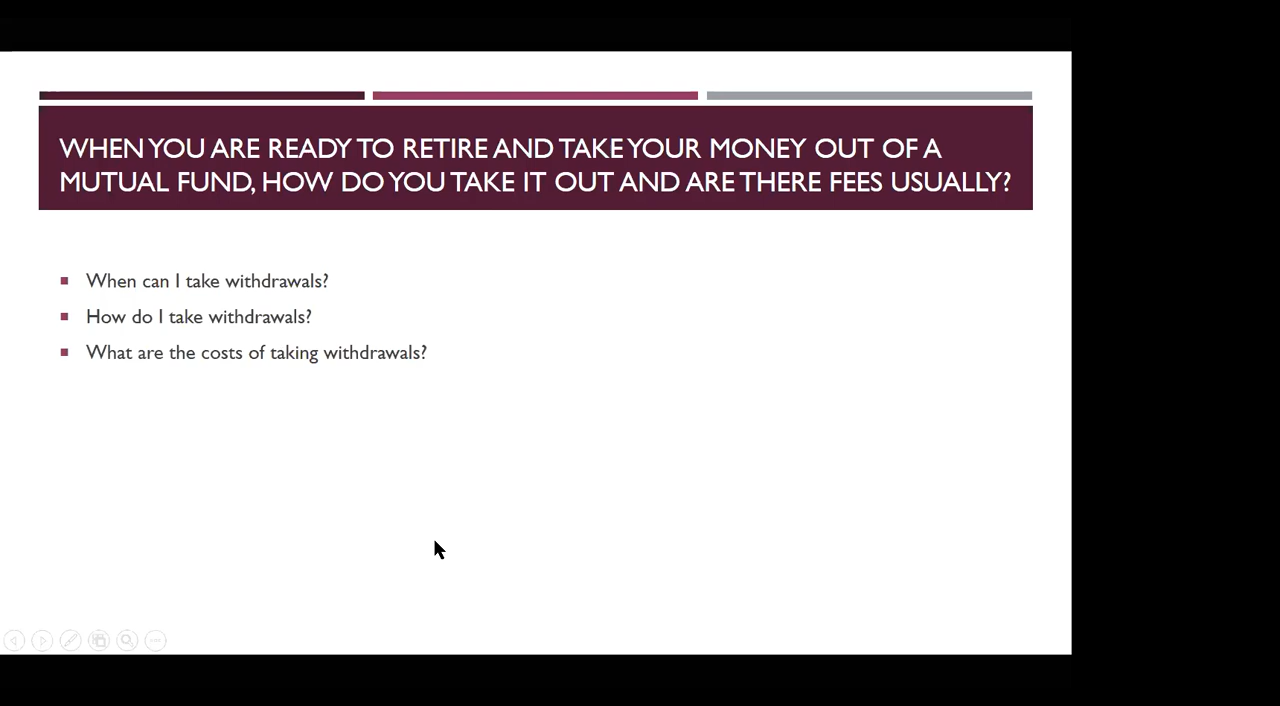 WHEN YOU ARE READY TO RETIRE AND TAKE YOUR MONEY OUT OF A
MUTUAL FUND, HOW DO YOU TAKE IT OUT AND ARE THERE FEES USUALLY?
When can I take withdrawals?
How do I take withdrawals?
What are the costs of taking withdrawals?